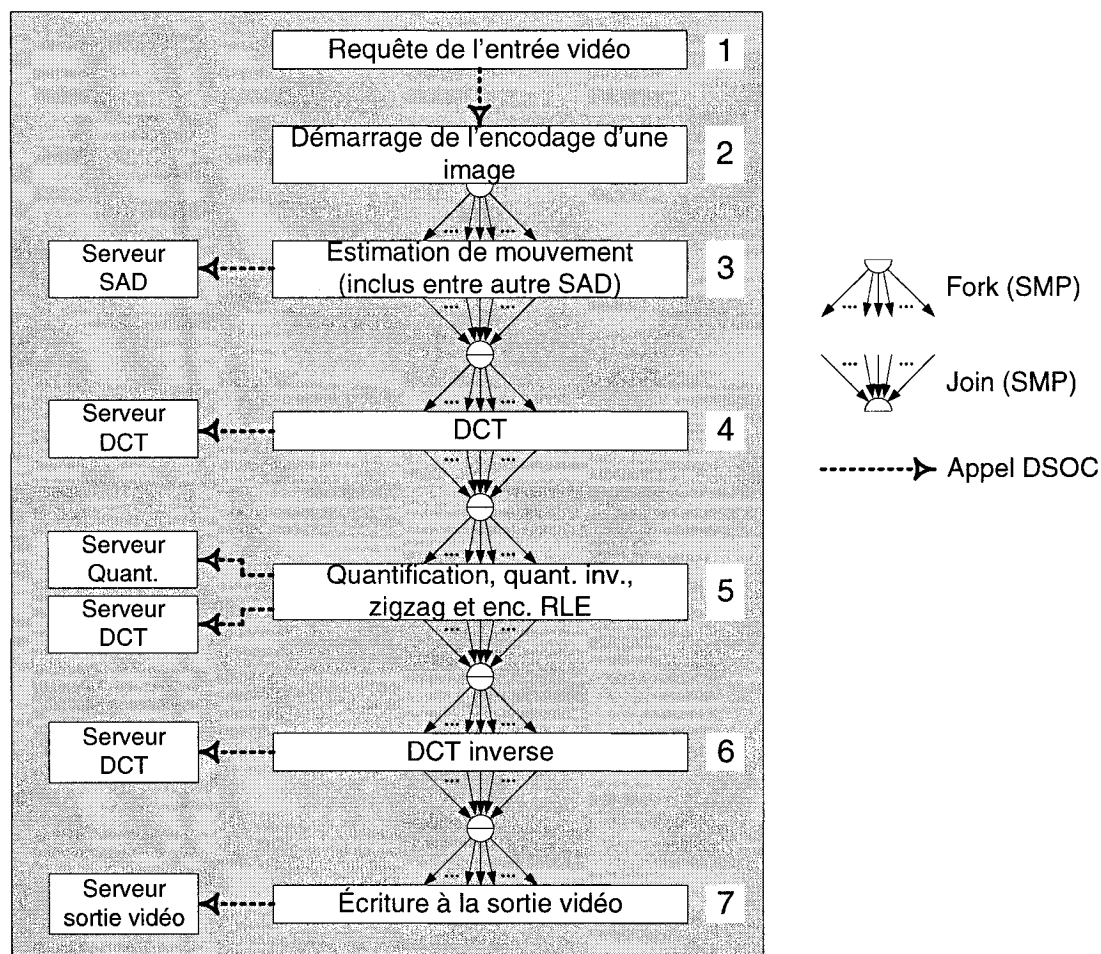 Requête de l'entrée vidéo
1
Démarrage de l'encodage d'une
image
2
... ...
Serveur
SAD
Estimation de mouvement
(inclus entre autre SAD)
3
... ...
... ...
Serveur
DCT
DCT
4
... ...
... ...
Serveur
Quant.
Serveur
DCT
Quantification, quant. inv.,
zigzag et enc. RLE
5
... ...
... ...
Serveur
DCT
DCT inverse
6
... ...
... ...
Serveur
sortie vidéo
Écriture à la sortie vidéo
7
... ...
Fork (SMP)
... ...
Join (SMP)
Appel DSOC